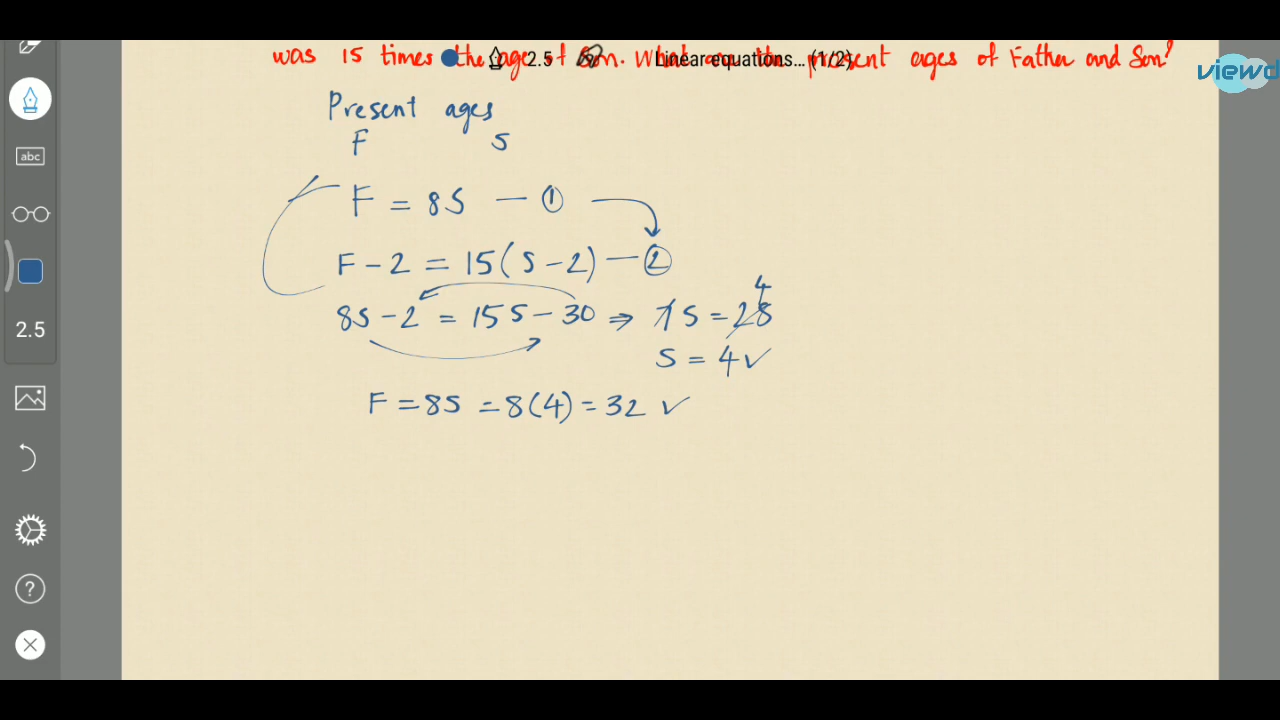 was 15 times the age of Son. What are the present ages of Father and Son?
2.5 Linear equations... (1/2)
viewd
Present ages
F S
abc
F = 8S — ①
F - 2 = 15(S - 2) — ②
8S - 2 = 15S - 30 ⇒ 7S = 28 4
2.5
S = 4 ✓
F = 8S = 8(4) = 32 ✓
?